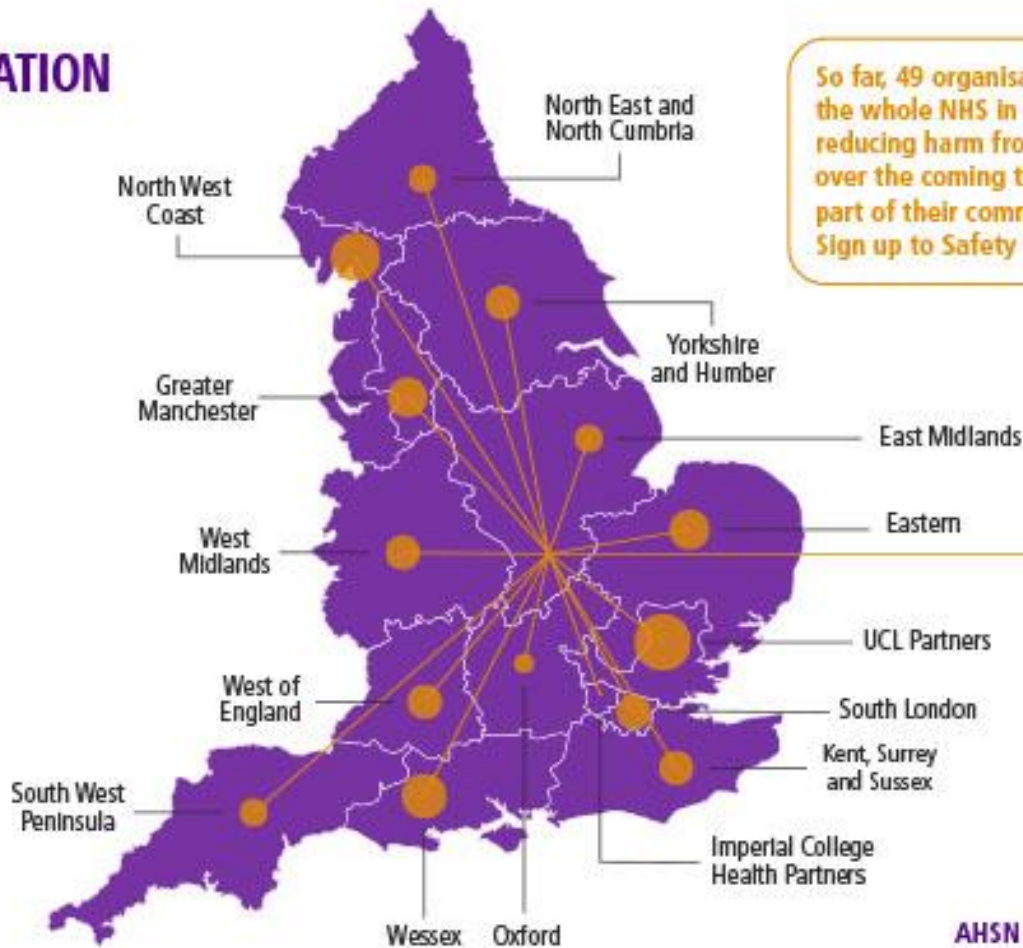 So far, 49 organisa
the whole NHS in
reducing harm fro
over the coming t
part of their comr
Sign up to Safety
North East and
North Cumbria
North West
Coast
Yorkshire
and Humber
Greater
Manchester
East Midlands
Eastern
West
Midlands
UCL Partners
West of
England
South London
Kent, Surrey
and Sussex
South West
Peninsula
Imperial College
Health Partners
Wessex
Oxford
AHSN